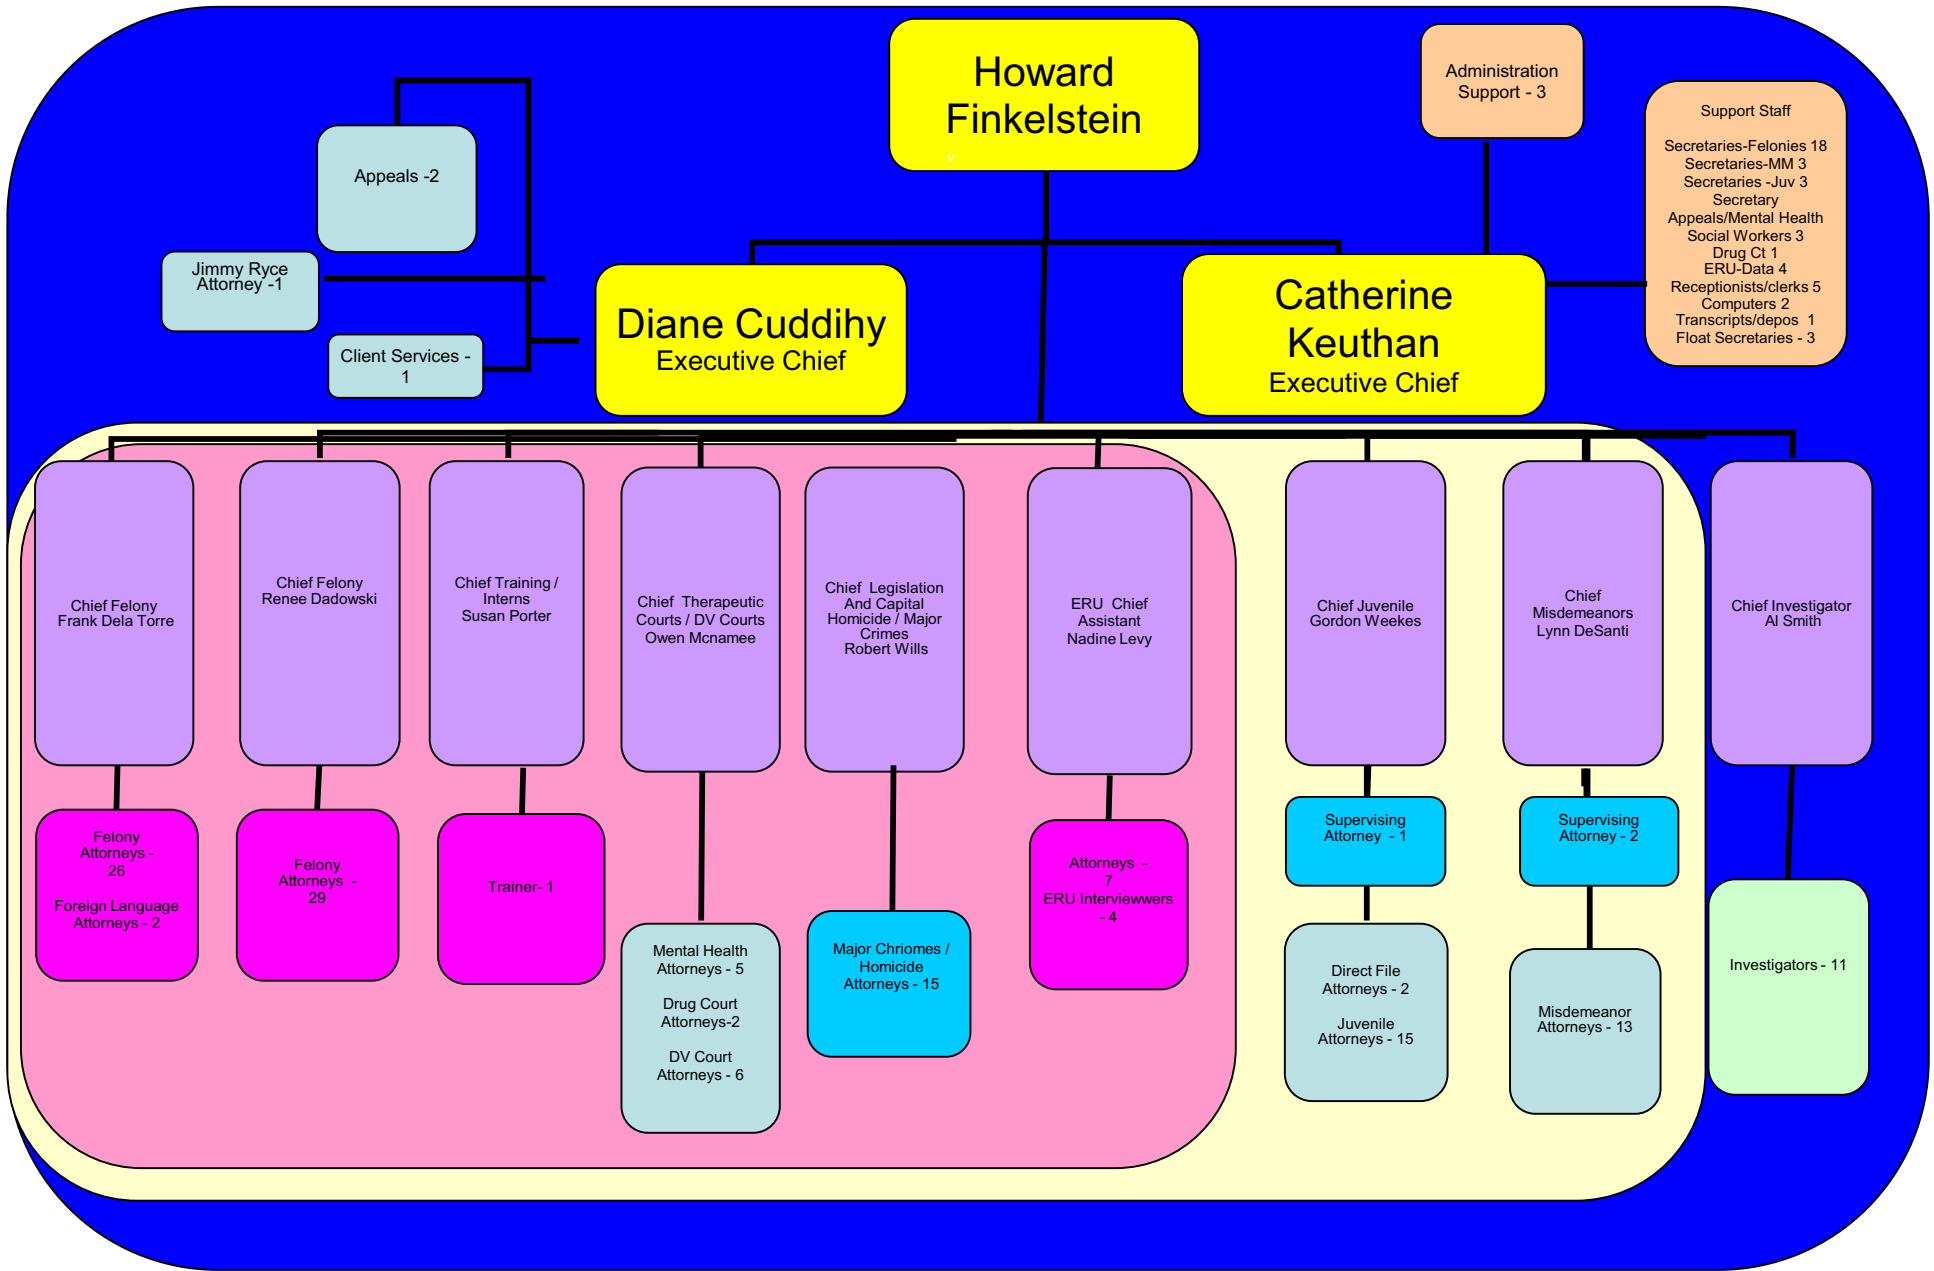 Howard
Finkelstein
v
Administration
Support - 3
Support Staff
Secretaries-Felonies 18
Secretaries-MM 3
Secretaries -Juv 3
Secretary
Appeals/Mental Health
Social Workers 3
Drug Ct 1
ERU-Data 4
Receptionists/clerks 5
Computers 2
Transcripts/depos  1
Float Secretaries - 3
Appeals -2
Jimmy Ryce
Attorney -1
Client Services -
1
Diane Cuddihy
Executive Chief
Catherine
Keuthan
Executive Chief
Chief Felony
Frank Dela Torre
Chief Felony
Renee Dadowski
Chief Training /
Interns
Susan Porter
Chief  Therapeutic
Courts / DV Courts
Owen Mcnamee
Chief  Legislation
And Capital
Homicide / Major
Crimes
Robert Wills
ERU  Chief
Assistant
Nadine Levy
Chief Juvenile
Gordon Weekes
Chief
Misdemeanors
Lynn DeSanti
Chief Investigator
Al Smith
Felony
Attorneys -
26
Foreign Language
Attorneys - 2
Felony
Attorneys  -
29
Trainer- 1
Mental Health
Attorneys - 5
Drug Court
Attorneys-2
DV Court
Attorneys - 6
Major Chriomes /
Homicide
Attorneys - 15
Attorneys  -
7
ERU Interviewwers
- 4
Supervising
Attorney  - 1
Direct File
Attorneys - 2
Juvenile
Attorneys - 15
Supervising
Attorney - 2
Misdemeanor
Attorneys - 13
Investigators - 11